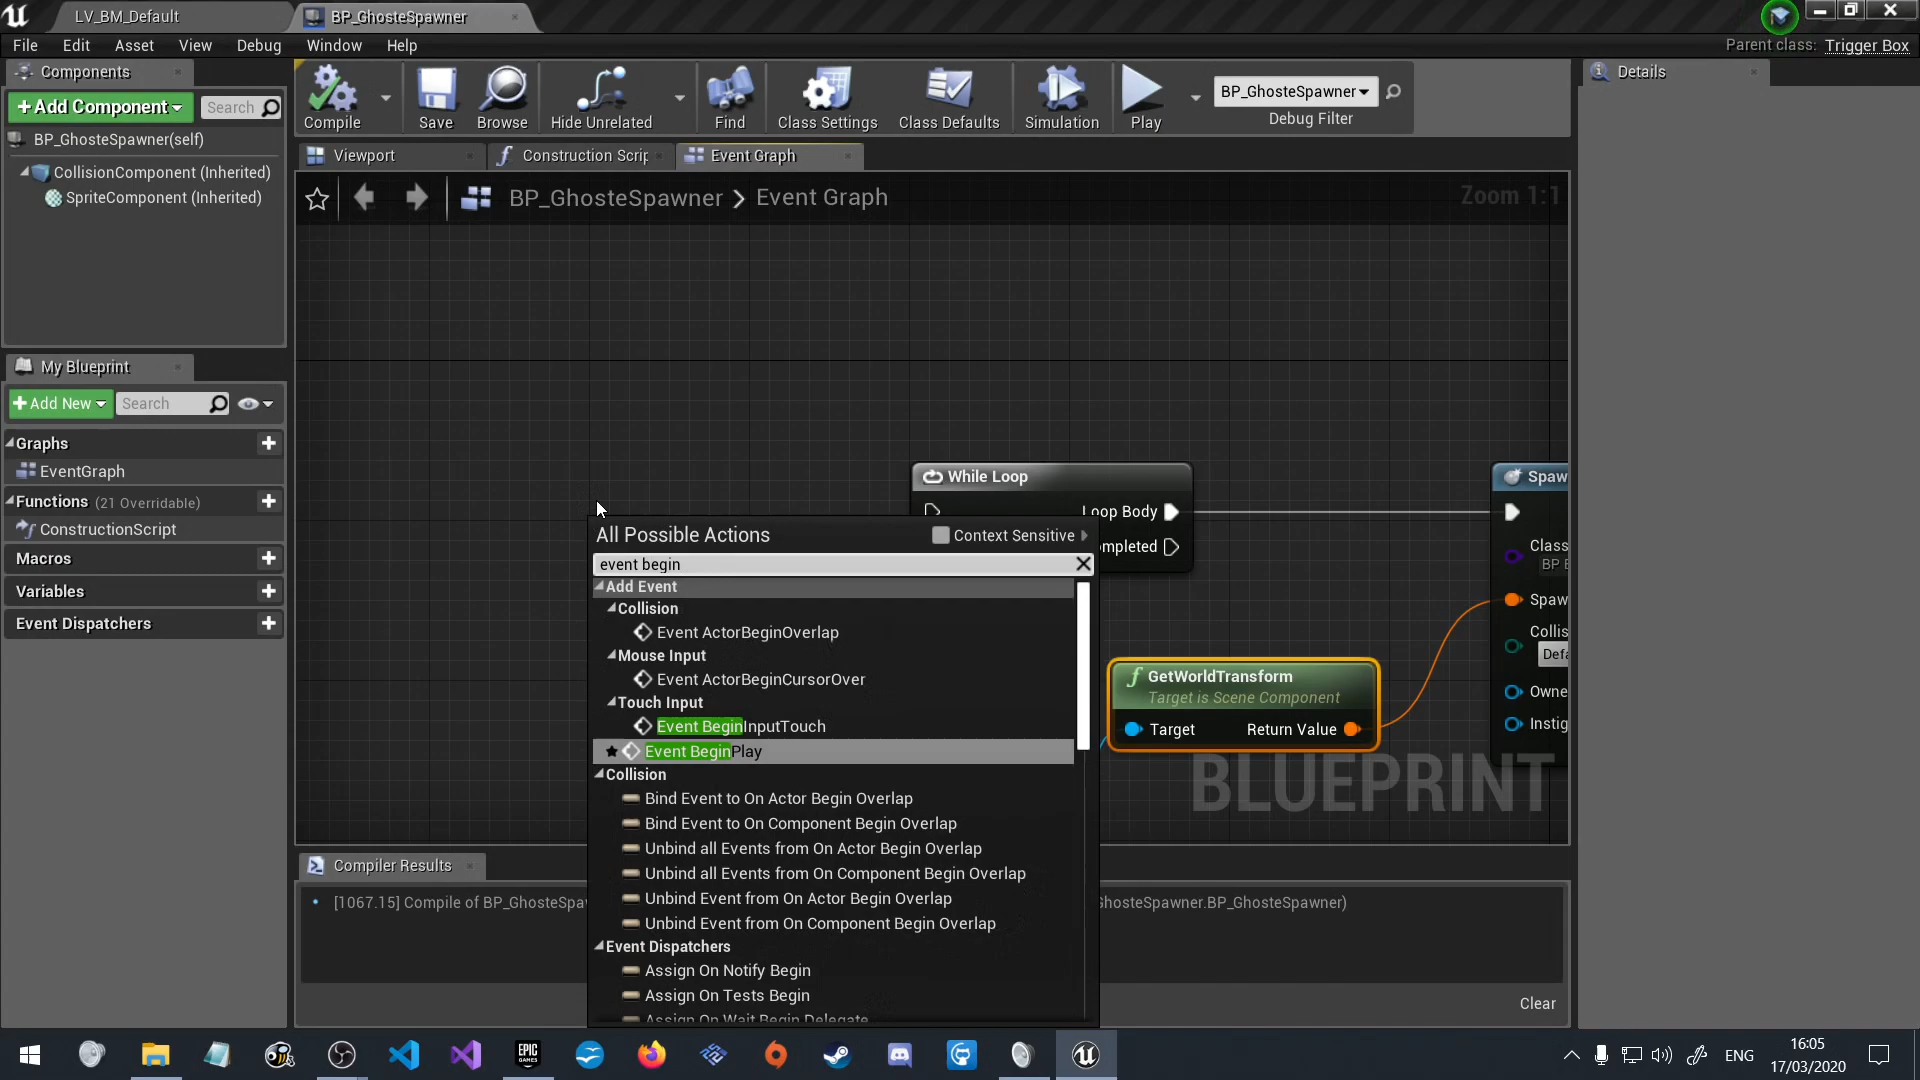 LV_BM_Default
BP_GhosteSpawner
File Edit Asset View Debug Window Help
Parent class: Trigger Box
Components
+Add Component
Search
BP_GhosteSpawner(self)
CollisionComponent (Inherited)
SpriteComponent (Inherited)
My Blueprint
+Add New
Search
Graphs
EventGraph
Functions (21 Overridable)
ConstructionScript
Macros
Variables
Event Dispatchers
Compile
Save
Browse
Hide Unrelated
Find
Class Settings
Class Defaults
Simulation
Play
BP_GhosteSpawner
Debug Filter
Viewport
Construction Scrip
Event Graph
BP_GhosteSpawner > Event Graph
Zoom 1:1
While Loop
Loop Body
ompleted
All Possible Actions
Context Sensitive
event begin
Add Event
Collision
Event ActorBeginOverlap
Mouse Input
Event ActorBeginCursorOver
Touch Input
Event BeginInputTouch
Event BeginPlay
Collision
Bind Event to On Actor Begin Overlap
Bind Event to On Component Begin Overlap
Unbind all Events from On Actor Begin Overlap
Unbind all Events from On Component Begin Overlap
Unbind Event from On Actor Begin Overlap
Unbind Event from On Component Begin Overlap
Event Dispatchers
Assign On Notify Begin
Assign On Tests Begin
Assign On Wait Begin Delegate
f GetWorldTransform
Target is Scene Component
Target
Return Value
Spaw
Class
BP E
Spaw
Collis
Defa
Owne
Instig
BLUEPRINT
Compiler Results
[1067.15] Compile of BP_GhosteSpaw
GhosteSpawner.BP_GhosteSpawner)
Clear
Details
EPIC
GAMES
ENG
16:05
17/03/2020